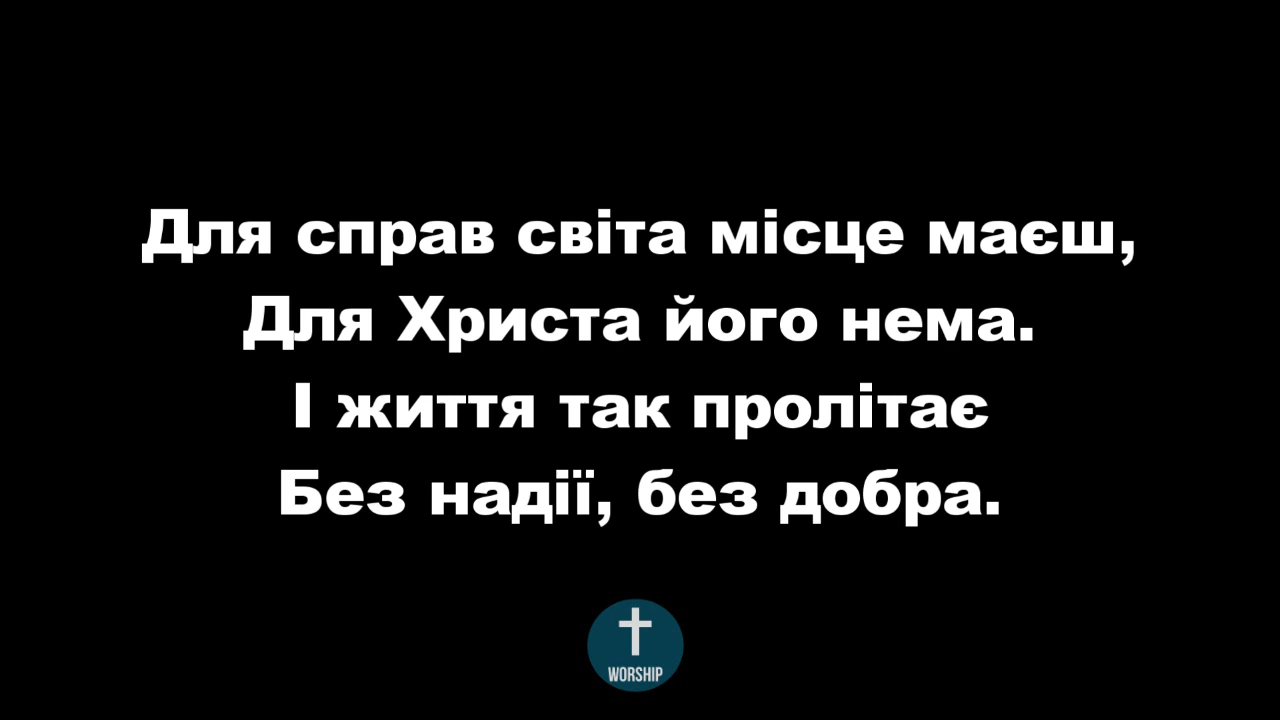 Для справ світа місце маєш,
Для Христа його нема.
І життя так пролітає
Без надії, без добра.
WORSHIP